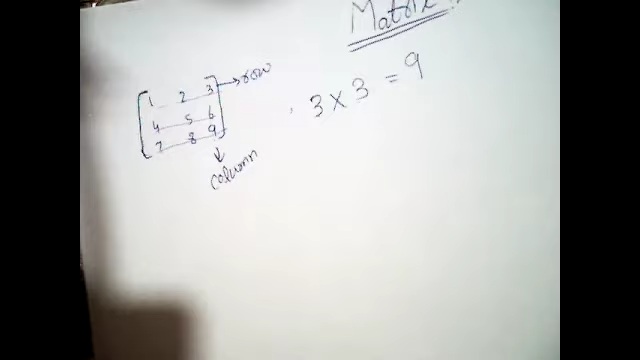 Matrix
1 2 3 → row
4 5 6
7 8 9
↓
column
3 × 3 = 9